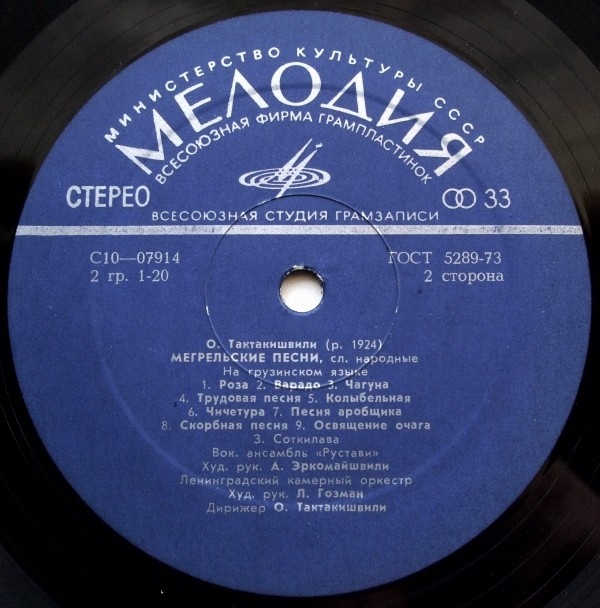 МИНИСТЕРСТВО КУЛЬТУРЫ СССР
МЕЛОДИЯ
ВСЕСОЮЗНАЯ ФИРМА ГРАМПЛАСТИНОК
СТЕРЕО
33
ВСЕСОЮЗНАЯ СТУДИЯ ГРАМЗАПИСИ
С10—07914
ГОСТ 5289-73
2 гр. 1-20
2 сторона
О. Тактакишвили (р. 1924)
МЕГРЕЛЬСКИЕ ПЕСНИ, сл. народные
На грузинском языке
1. Роза 2. Варадо 3. Чагуна
4. Трудовая песня 5. Колыбельная
6. Чичетура 7. Песня аробщика
8. Скорбная песня 9. Освящение очага
З. Соткилава
Вок. ансамбль «Рустави»
Худ. рук. А. Эркомайшвили
Ленинградский камерный оркестр
Худ. рук. Л. Гозман
Дирижер О. Тактакишвили